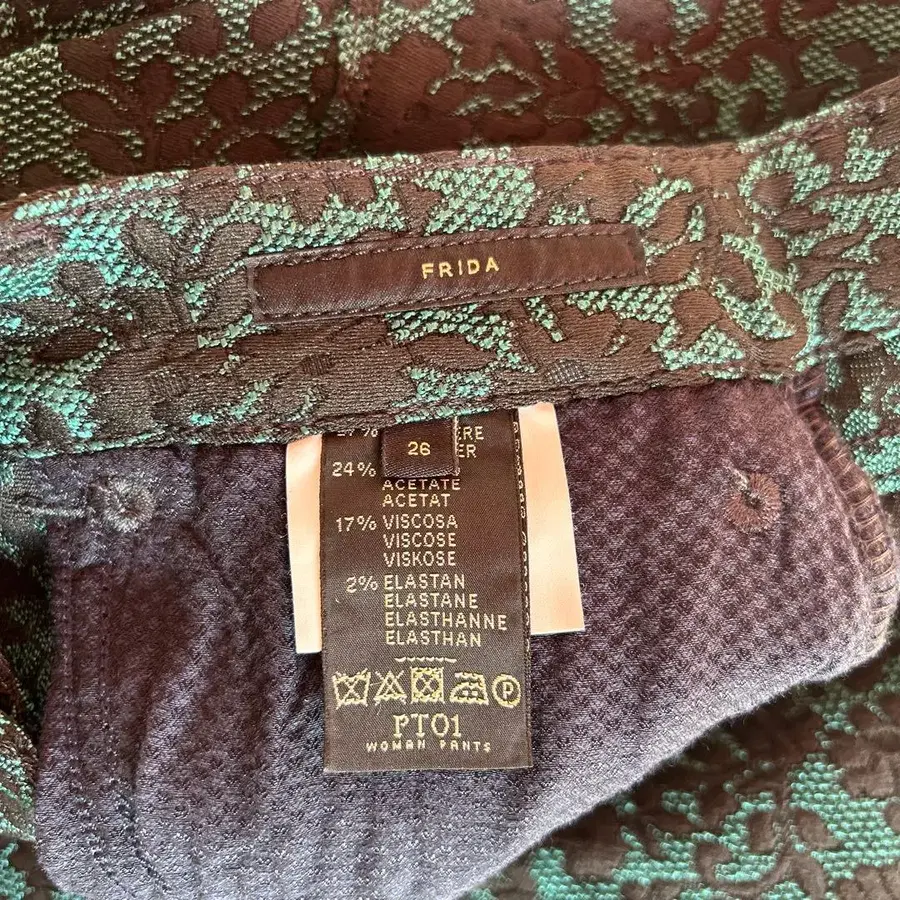 FRIDA
26
24%
ACETATE
ACETAT
17% VISCOSA
VISCOSE
VISKOSE
2% ELASTAN
ELASTANE
ELASTHANNE
ELASTHAN
P
PT01
WOMAN PANTS